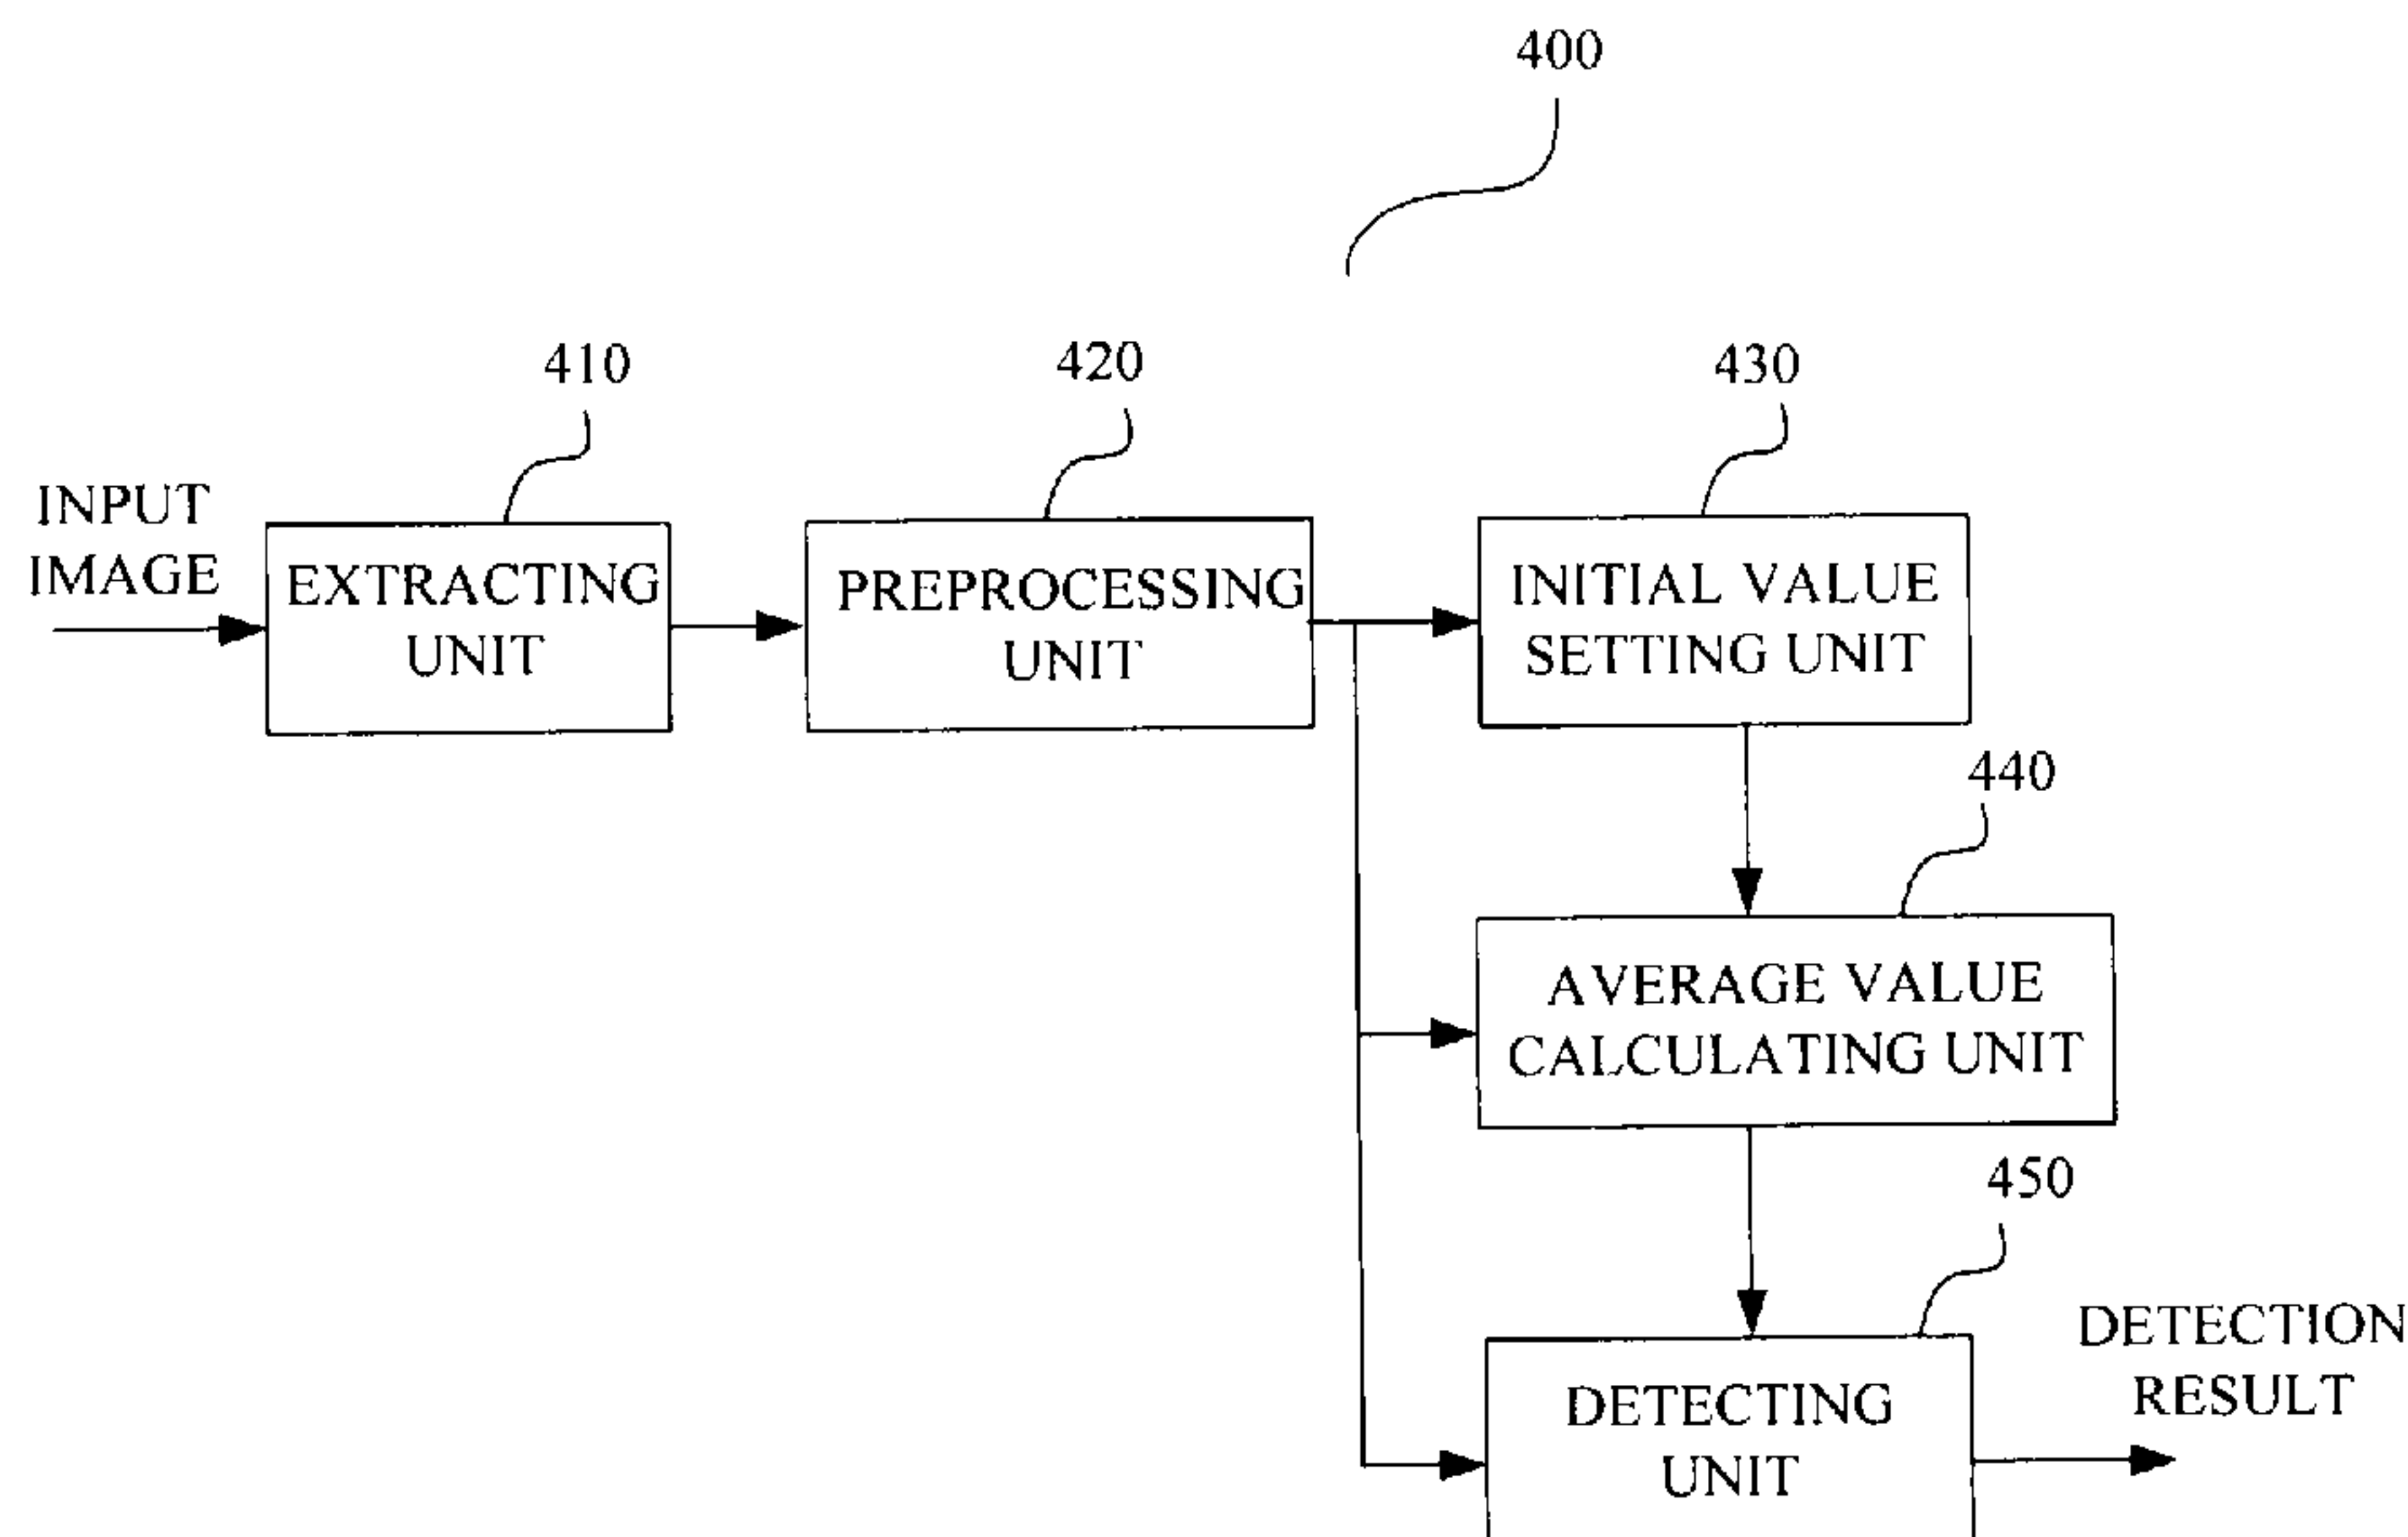 400
410
420
430
INPUT
IMAGE
EXTRACTING
UNIT
PREPROCESSING
UNIT
INITIAL VALUE
SETTING UNIT
440
AVERAGE VALUE
CALCULATING UNIT
450
DETECTING
UNIT
DETECTION
RESULT